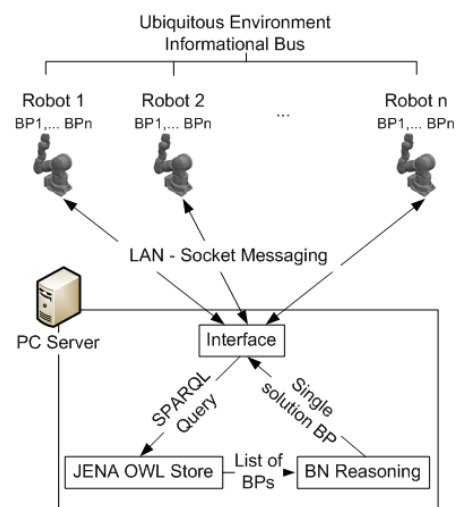 Ubiquitous Environment
Informational Bus
Robot 1
BP1,... BPn
Robot 2
BP1,... BPn
...
Robot n
BP1,... BPn
LAN - Socket Messaging
PC Server
Interface
SPARQL
Query
Single
solution BP
JENA OWL Store
List of
BPs
BN Reasoning